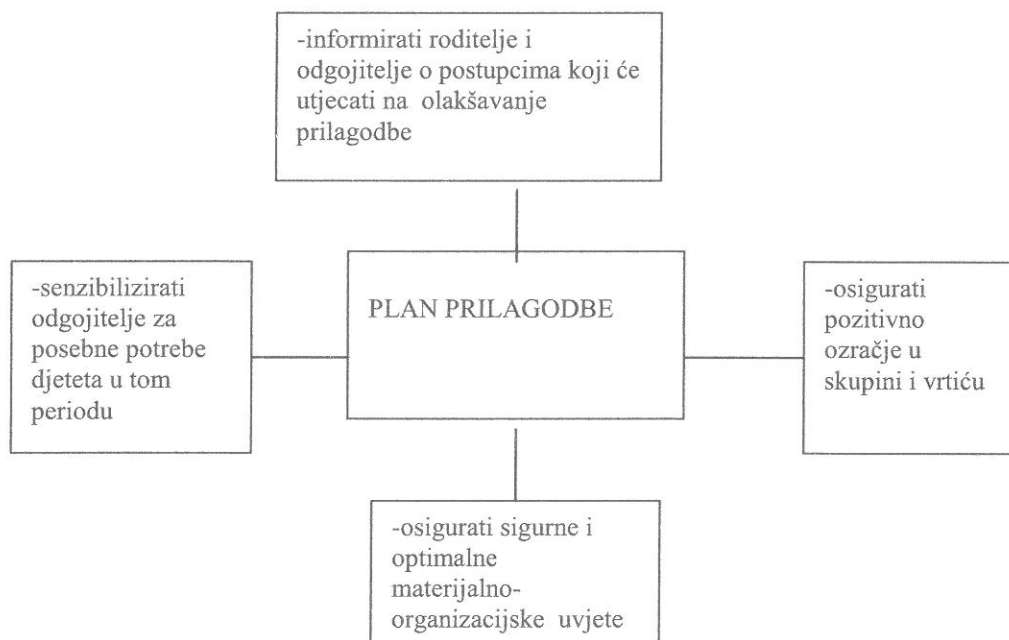 -informirati roditelje i
odgojitelje o postupcima koji će
utjecati na olakšavanje
prilagodbe
-senzibilizirati
odgojitelje za
posebne potrebe
djeteta u tom
periodu
PLAN PRILAGODBE
-osigurati
pozitivno
ozračje u
skupini i vrtiću
-osigurati sigurne i
optimalne
materijalno-
organizacijske uvjete